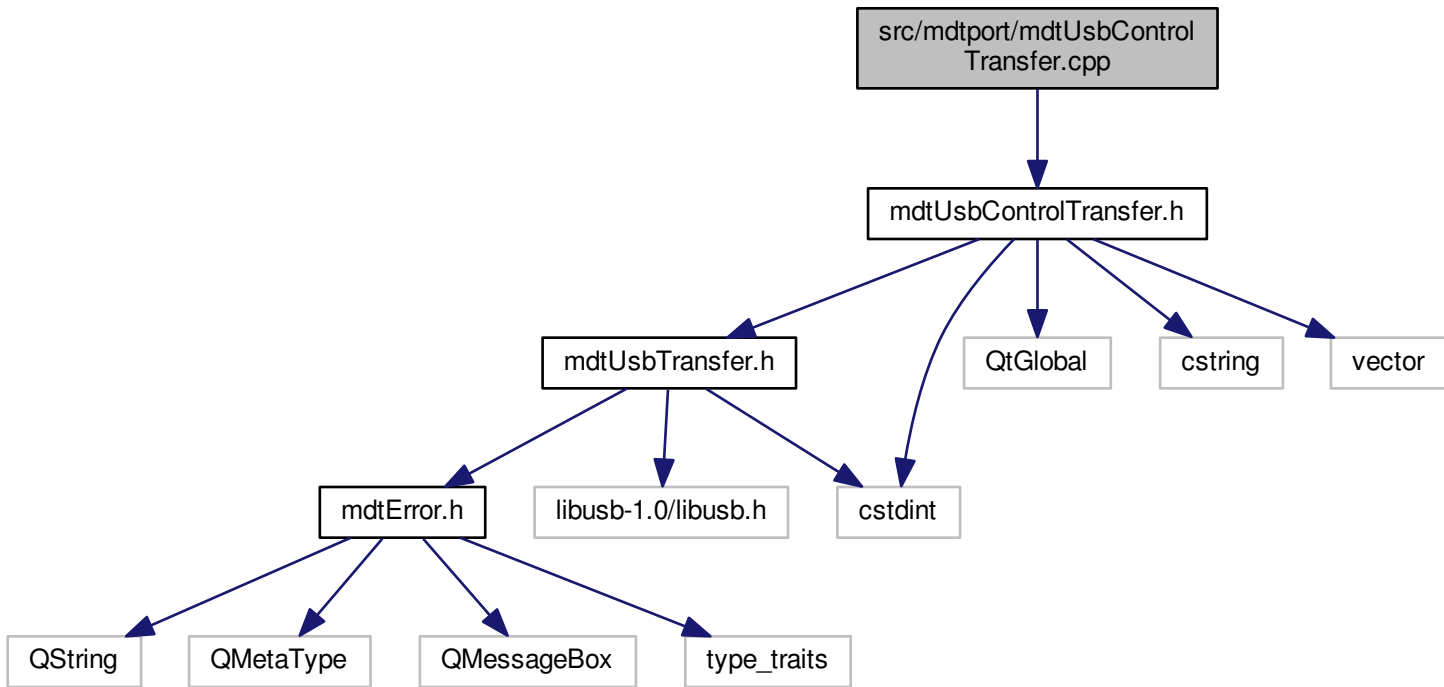 src/mdtport/mdtUsbControl
Transfer.cpp
mdtUsbControlTransfer.h
mdtUsbTransfer.h
QtGlobal
cstring
vector
mdtError.h
libusb-1.0/libusb.h
cstdint
QString
QMetaType
QMessageBox
type_traits